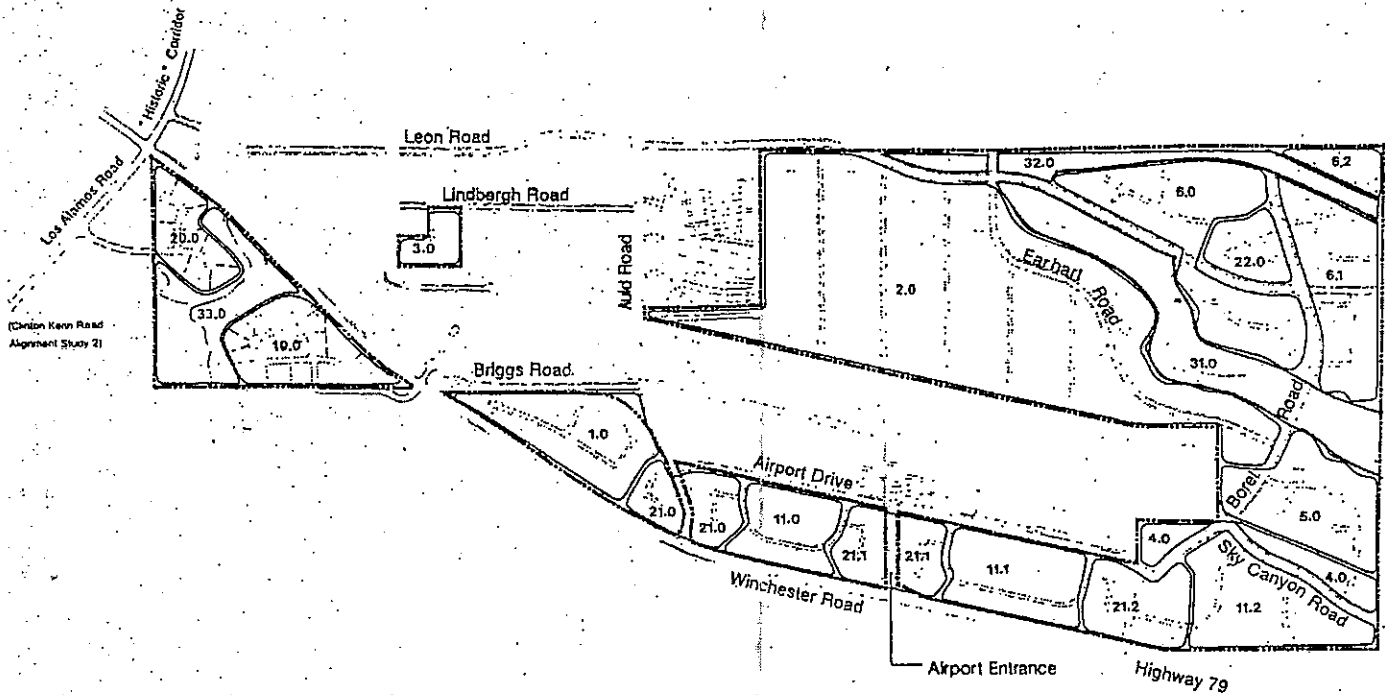 "Historic" Corridor
Los Alamos Road
(Clinton Kenn Road
Alignment Study 2)
20.0
33.0
19.0
Leon Road
Lindbergh Road
3.0
Auld Road
Briggs Road
1.0
21.0
21.0
11.0
Airport Drive
21.1
21.1
11.1
21.2
11.2
Winchester Road
Airport Entrance
Highway 79
2.0
Earhart Road
32.0
6.2
6.0
22.0
6.1
31.0
Borel Road
5.0
4.0
4.0
Sky Canyon Road